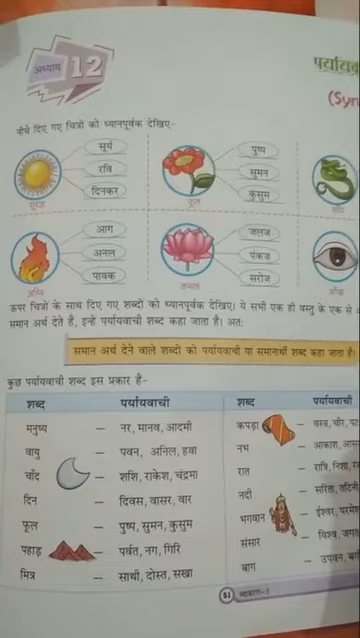 अध्याय 12
(Syn
नीचे दिए गए चित्रों को ध्यानपूर्वक देखिए-
सूर्य
रवि
दिनकर
सूरज
पुष्प
सुमन
कुसुम
फूल
साँप
आग
अनल
पावक
अग्नि
जलज
पंकज
सरोज
कमल
आँख
ऊपर चित्रों के साथ दिए गए शब्दों को ध्यानपूर्वक देखिए। ये सभी एक ही वस्तु के एक से
समान अर्थ देते हैं, इन्हें पर्यायवाची शब्द कहा जाता है। अतः
समान अर्थ देने वाले शब्दों को पर्यायवाची या समानार्थी शब्द कहा जाता है।
कुछ पर्यायवाची शब्द इस प्रकार हैं-
शब्द पर्यायवाची
मनुष्य – नर, मानव, आदमी
वायु – पवन, अनिल, हवा
चाँद – शशि, राकेश, चंद्रमा
दिन – दिवस, वासर, वार
फूल – पुष्प, सुमन, कुसुम
पहाड़ – पर्वत, नग, गिरि
मित्र – साथी, दोस्त, सखा
शब्द पर्यायवाची
कपड़ा – वस्त्र, चीर,
नभ – आकाश,
रात – रात्रि, निशा,
नदी – सरिता,
भगवान – ईश्वर,
संसार – विश्व,
बाग – उपवन,
51 व्याकरण-3